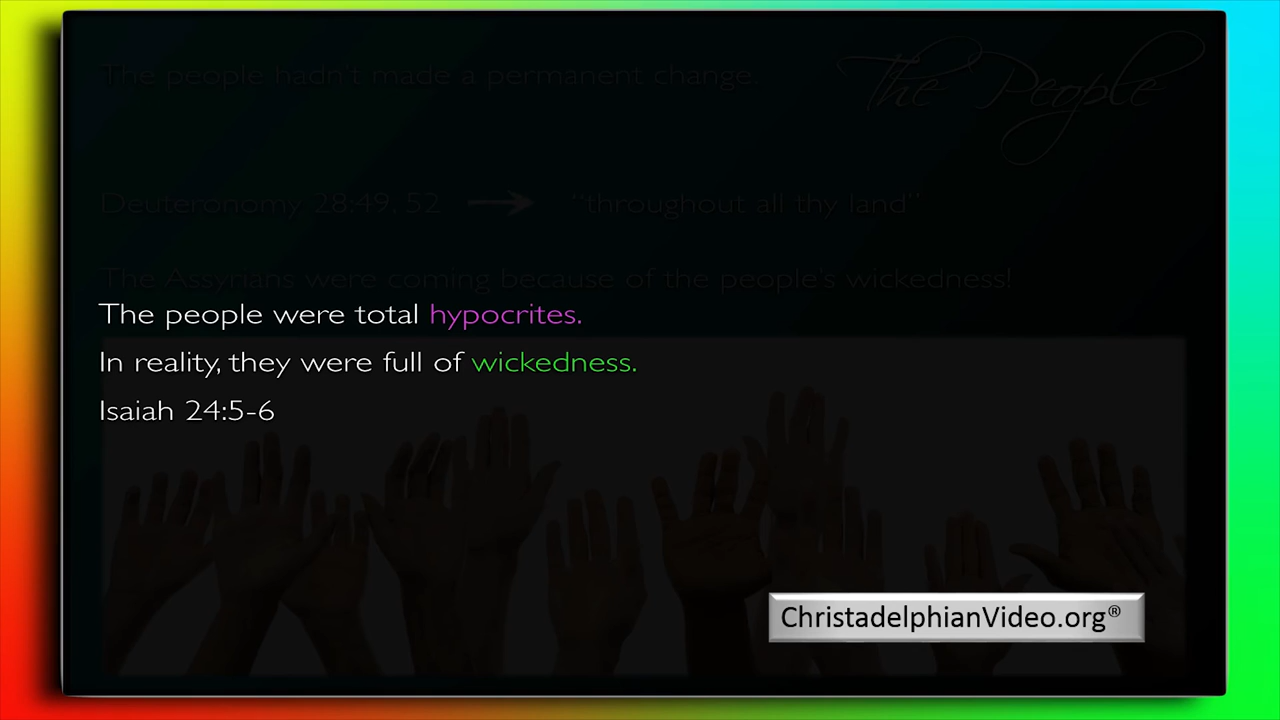 The people hadn't made a permanent change.
The People
Deuteronomy 28:49, 52 → "throughout all thy land"
The Assyrians were coming because of the people's wickedness!
The people were total hypocrites.
In reality, they were full of wickedness.
Isaiah 24:5-6
ChristadelphianVideo.org®